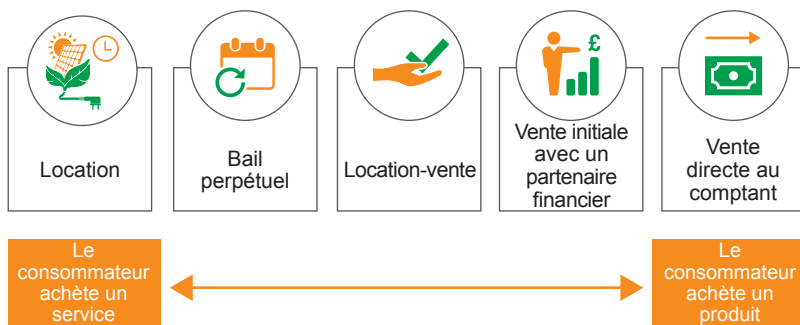 £
Location
Bail
perpétuel
Location-vente
Vente initiale
avec un
partenaire
financier
Vente
directe au
comptant
Le
consommateur
achète un
service
Le
consommateur
achète un
produit